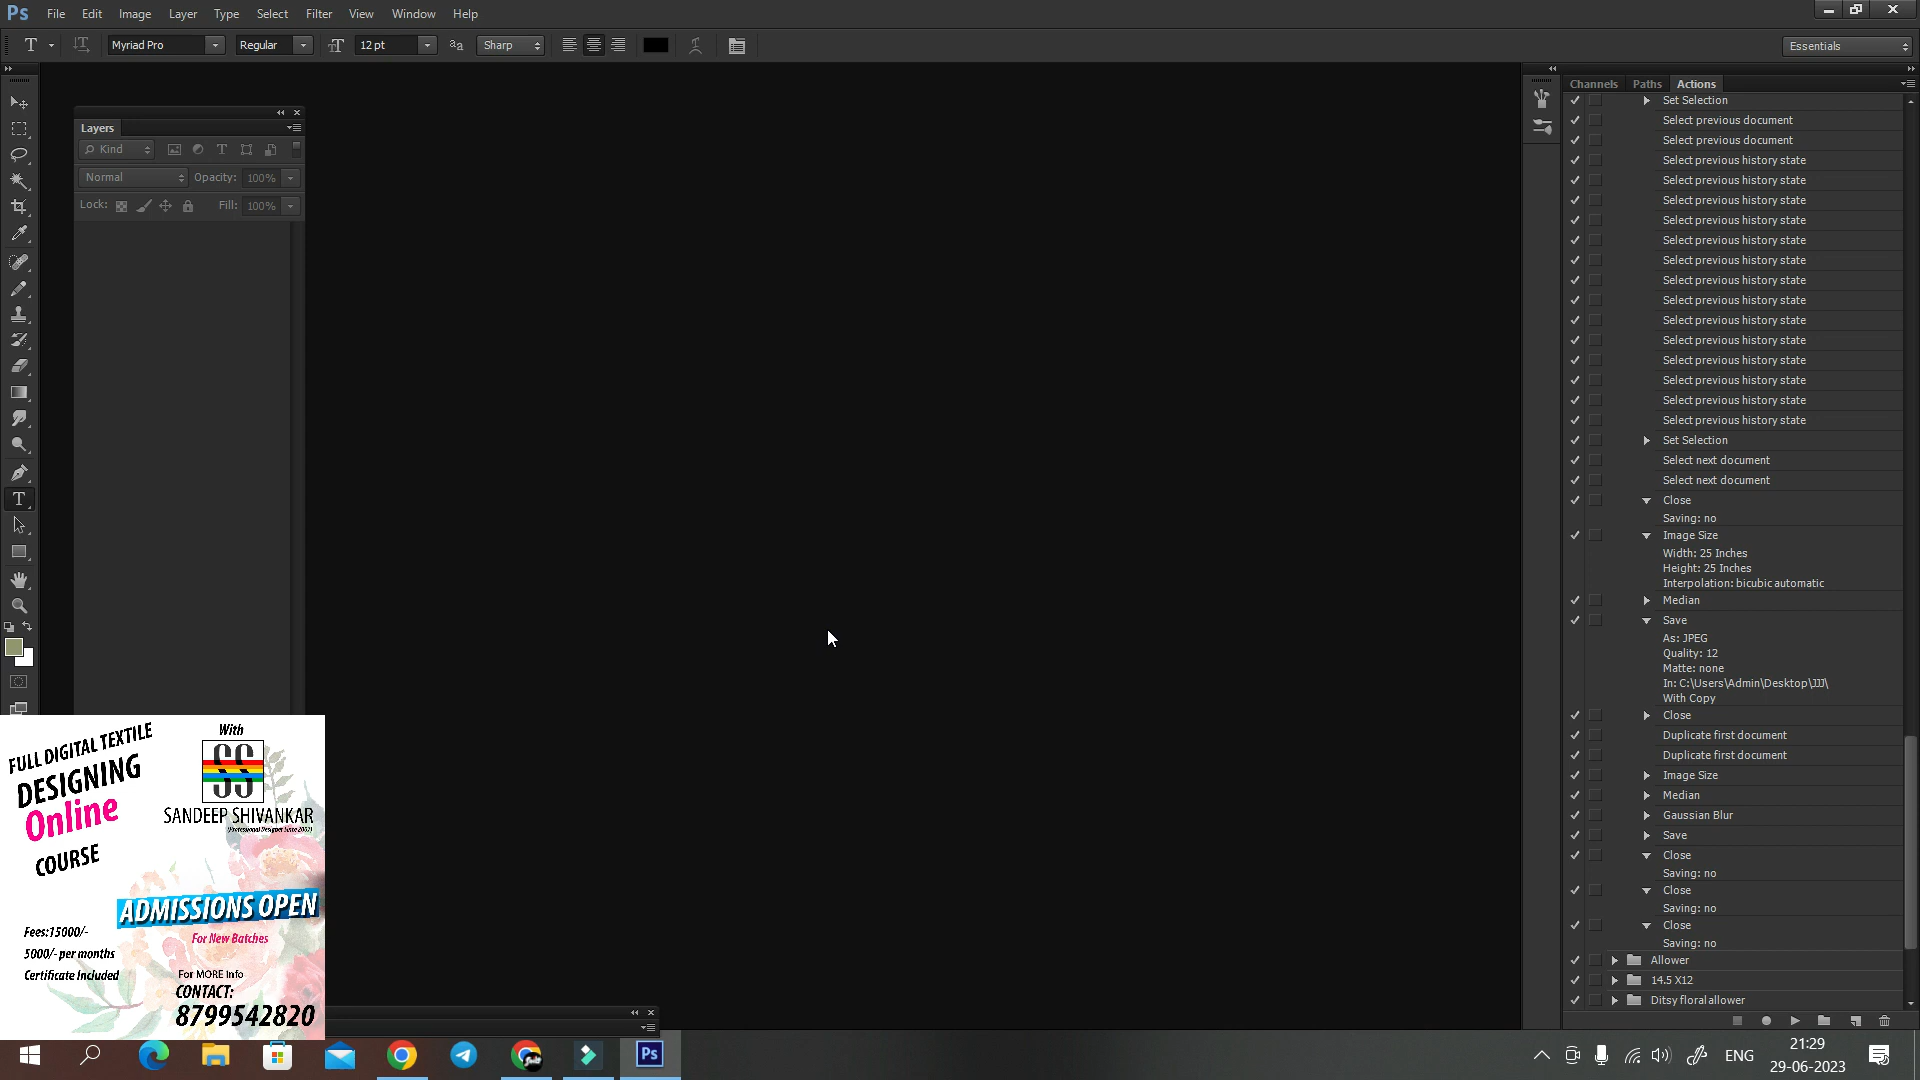 Ps File Edit Image Layer Type Select Filter View Window Help
T Myriad Pro Regular 12 pt Sharp Essentials
Layers
Kind
Normal Opacity: 100%
Lock: Fill: 100%
Channels Paths Actions
Set Selection
Select previous document
Select previous document
Select previous history state
Select previous history state
Select previous history state
Select previous history state
Select previous history state
Select previous history state
Select previous history state
Select previous history state
Select previous history state
Select previous history state
Select previous history state
Select previous history state
Select previous history state
Select previous history state
Set Selection
Select next document
Select next document
Close
Saving: no
Image Size
Width: 25 Inches
Height: 25 Inches
Interpolation: bicubic automatic
Median
Save
As: JPEG
Quality: 12
Matte: none
In: C:\Users\Admin\Desktop\JJJ\
With Copy
Close
Duplicate first document
Duplicate first document
Image Size
Median
Gaussian Blur
Save
Close
Saving: no
Close
Saving: no
Close
Saving: no
Allower
14.5 X12
Ditsy floral allower
FULL DIGITAL TEXTILE
DESIGNING
Online
COURSE
With
SS
SANDEEP SHIVANKAR
(Professional Designer Since 2007)
ADMISSIONS OPEN
For New Batches
Fees:15000/-
5000/- per months
Certificate Included
For MORE Info
CONTACT:
8799542820
Ps
ENG
21:29
29-06-2023